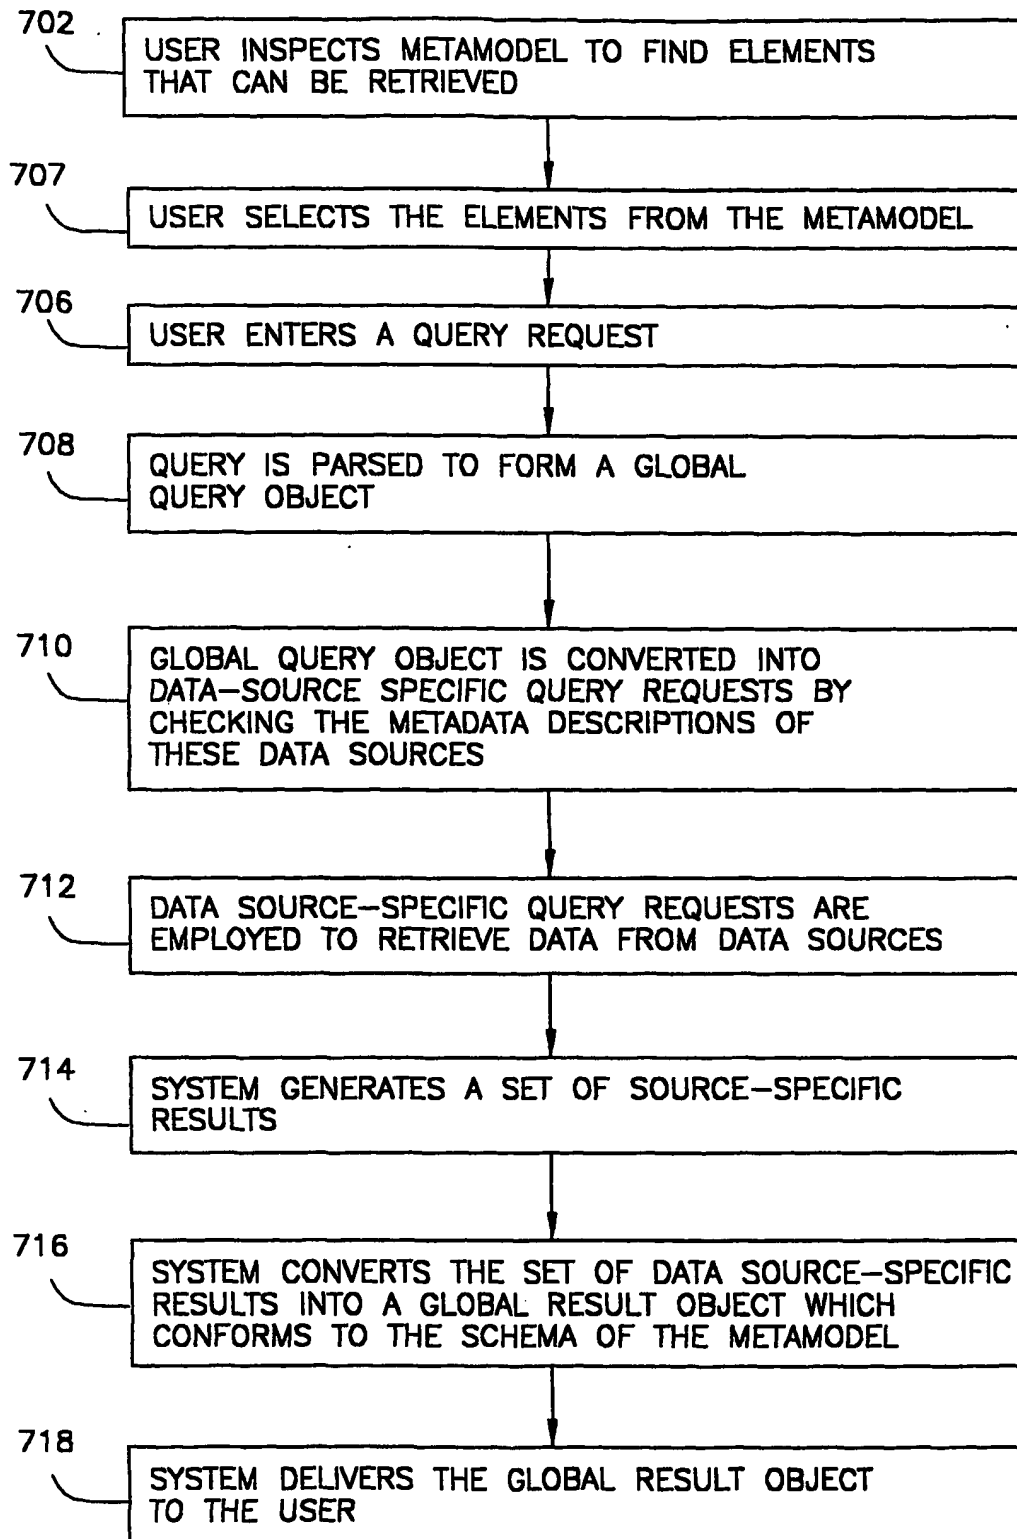 702
USER INSPECTS METAMODEL TO FIND ELEMENTS
THAT CAN BE RETRIEVED
707
USER SELECTS THE ELEMENTS FROM THE METAMODEL
706
USER ENTERS A QUERY REQUEST
708
QUERY IS PARSED TO FORM A GLOBAL
QUERY OBJECT
710
GLOBAL QUERY OBJECT IS CONVERTED INTO
DATA-SOURCE SPECIFIC QUERY REQUESTS BY
CHECKING THE METADATA DESCRIPTIONS OF
THESE DATA SOURCES
712
DATA SOURCE-SPECIFIC QUERY REQUESTS ARE
EMPLOYED TO RETRIEVE DATA FROM DATA SOURCES
714
SYSTEM GENERATES A SET OF SOURCE-SPECIFIC
RESULTS
716
SYSTEM CONVERTS THE SET OF DATA SOURCE-SPECIFIC
RESULTS INTO A GLOBAL RESULT OBJECT WHICH
CONFORMS TO THE SCHEMA OF THE METAMODEL
718
SYSTEM DELIVERS THE GLOBAL RESULT OBJECT
TO THE USER